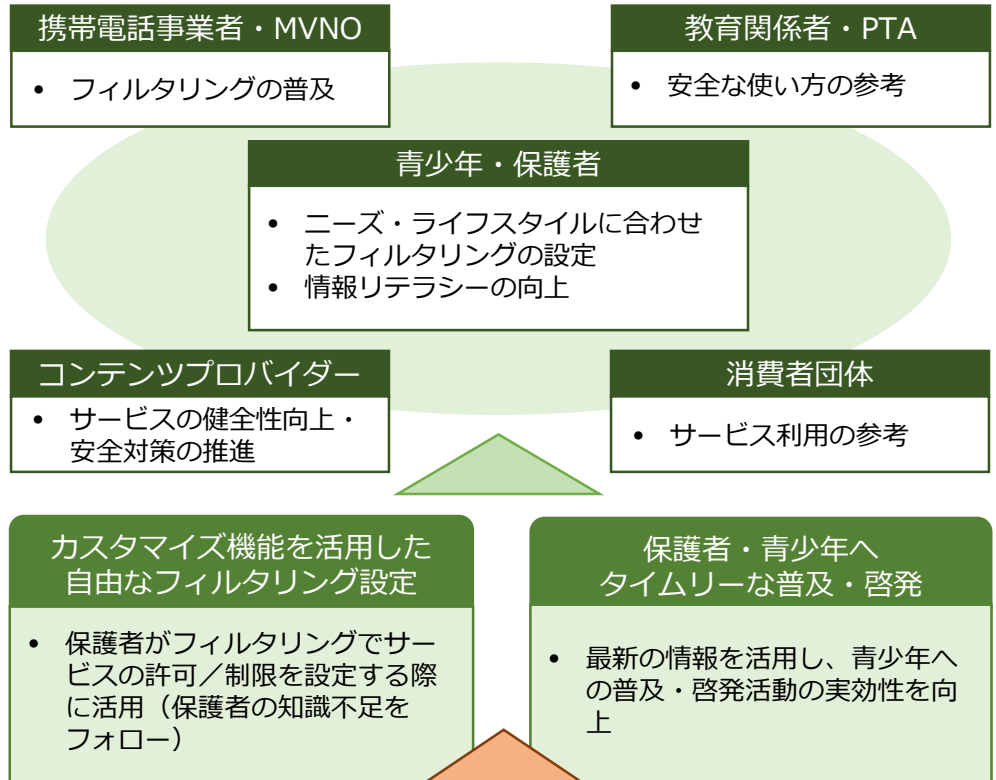 携帯電話事業者・MVNO
• フィルタリングの普及
教育関係者・PTA
• 安全な使い方の参考
青少年・保護者
• ニーズ・ライフスタイルに合わせ
たフィルタリングの設定
• 情報リテラシーの向上
コンテンツプロバイダー
• サービスの健全性向上・
安全対策の推進
消費者団体
• サービス利用の参考
カスタマイズ機能を活用した
自由なフィルタリング設定
• 保護者がフィルタリングでサー
ビスの許可／制限を設定する際
に活用（保護者の知識不足を
フォロー）
保護者・青少年へ
タイムリーな普及・啓発
• 最新の情報を活用し、青少年へ
の普及・啓発活動の実効性を向
上